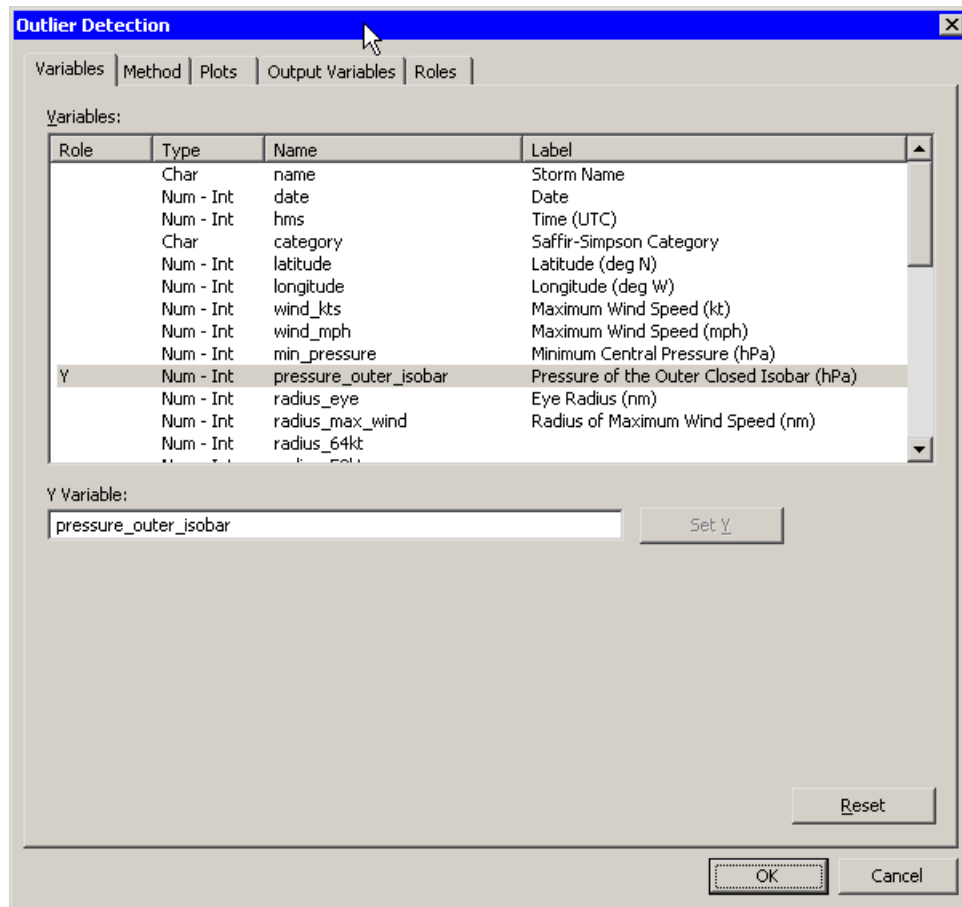 Outlier Detection
Variables Method Plots Output Variables Roles
Variables:
Role Type Name Label
Char name Storm Name
Num - Int date Date
Num - Int hms Time (UTC)
Char category Saffir-Simpson Category
Num - Int latitude Latitude (deg N)
Num - Int longitude Longitude (deg W)
Num - Int wind_kts Maximum Wind Speed (kt)
Num - Int wind_mph Maximum Wind Speed (mph)
Num - Int min_pressure Minimum Central Pressure (hPa)
Y Num - Int pressure_outer_isobar Pressure of the Outer Closed Isobar (hPa)
Num - Int radius_eye Eye Radius (nm)
Num - Int radius_max_wind Radius of Maximum Wind Speed (nm)
Num - Int radius_64kt
Y Variable:
pressure_outer_isobar Set Y
Reset
OK Cancel